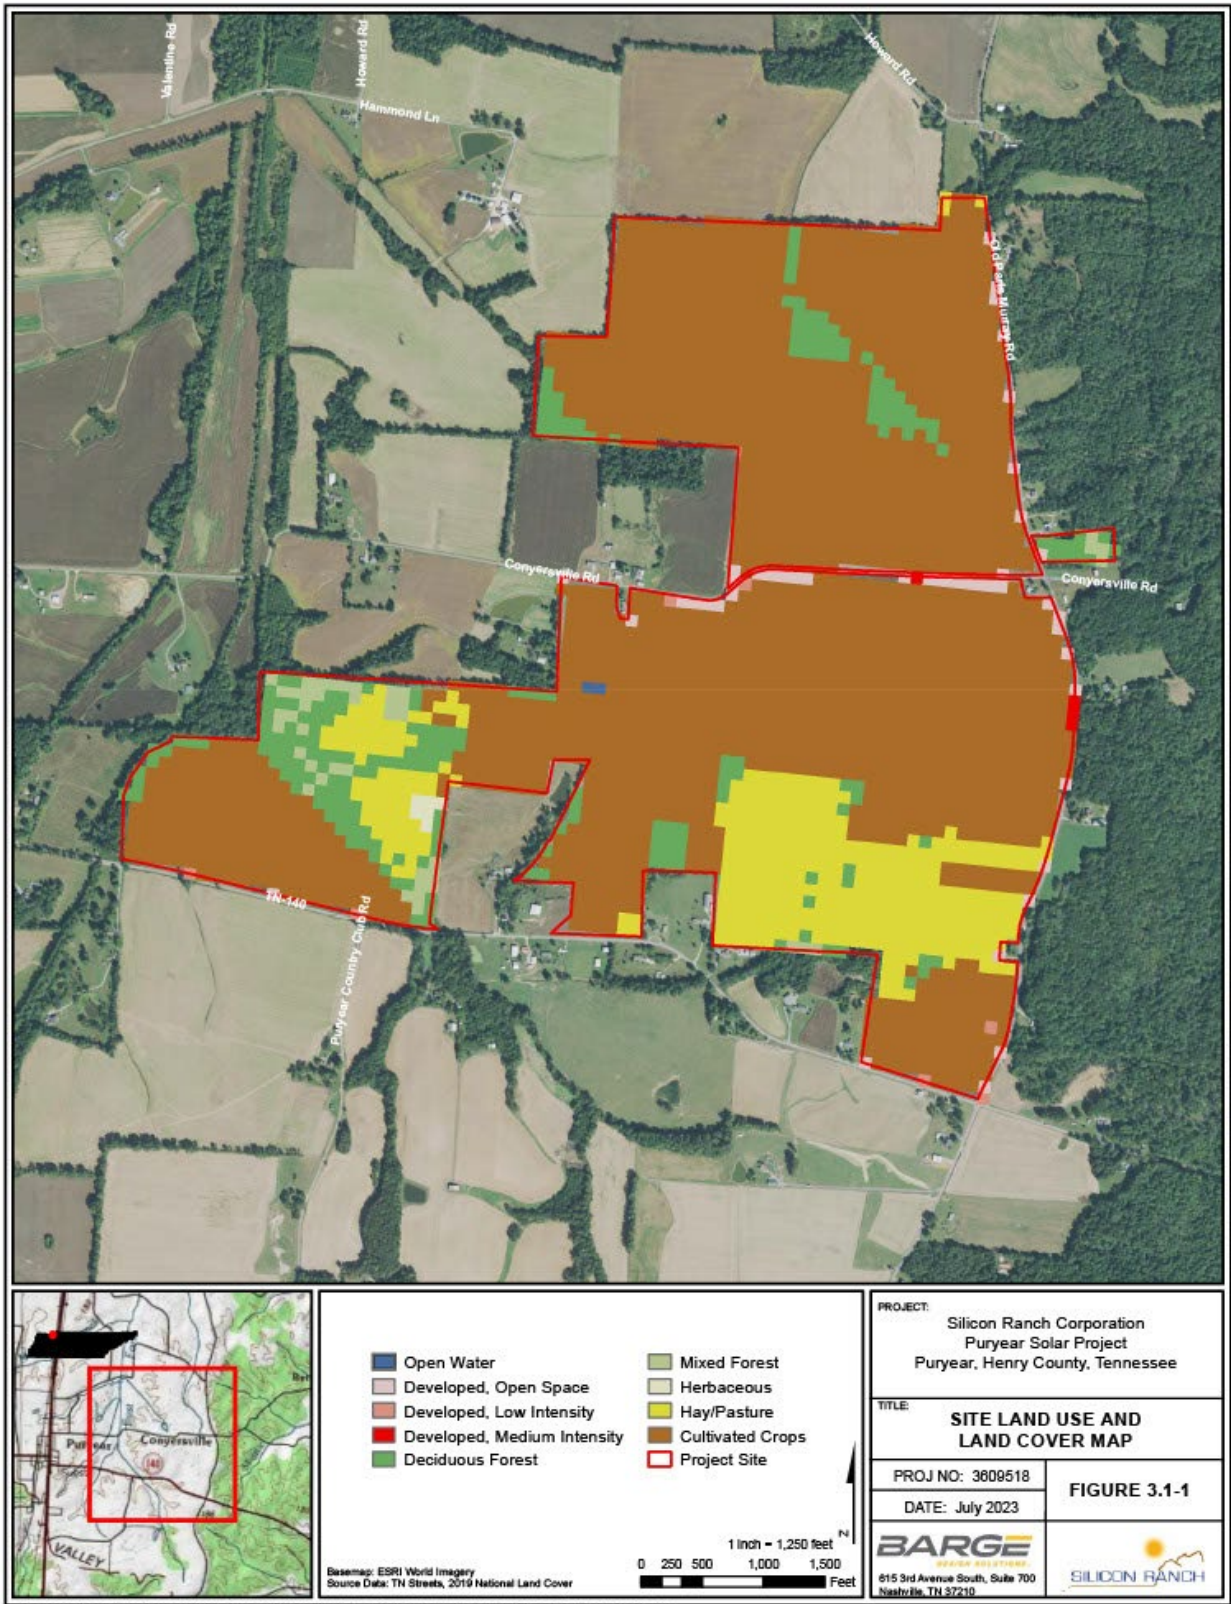 Valentine Rd
Howard Rd
Hammond Ln
Howard Rd
Conyersville Rd
Conyersville Rd
TN-140
Puryear Country Club Rd
Puryear
Conyersville
140
VALLEY
Open Water
Developed, Open Space
Developed, Low Intensity
Developed, Medium Intensity
Deciduous Forest
Mixed Forest
Herbaceous
Hay/Pasture
Cultivated Crops
Project Site
N
1 inch = 1,250 feet
0 250 500 1,000 1,500
Feet
Basemap: ESRI World Imagery
Source Data: TN Streets, 2019 National Land Cover
PROJECT:
Silicon Ranch Corporation
Puryear Solar Project
Puryear, Henry County, Tennessee
TITLE:
SITE LAND USE AND
LAND COVER MAP
PROJ NO: 3609518
DATE: July 2023
FIGURE 3.1-1
BARGE
DESIGN SOLUTIONS.
615 3rd Avenue South, Suite 700
Nashville, TN 37210
SILICON RANCH